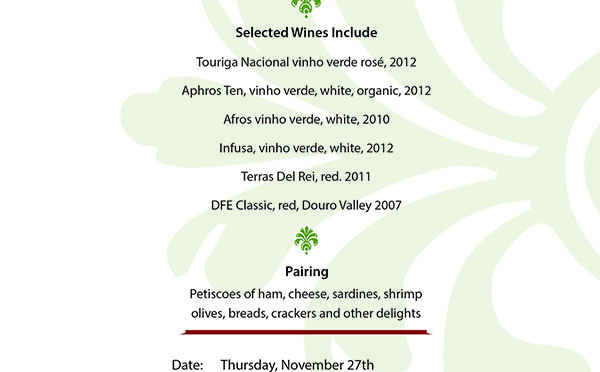 Selected Wines Include
Touriga Nacional vinho verde rosé, 2012
Aphros Ten, vinho verde, white, organic, 2012
Afros vinho verde, white, 2010
Infusa, vinho verde, white, 2012
Terras Del Rei, red. 2011
DFE Classic, red, Douro Valley 2007
Pairing
Petiscoes of ham, cheese, sardines, shrimp
olives, breads, crackers and other delights
Date: Thursday, November 27th